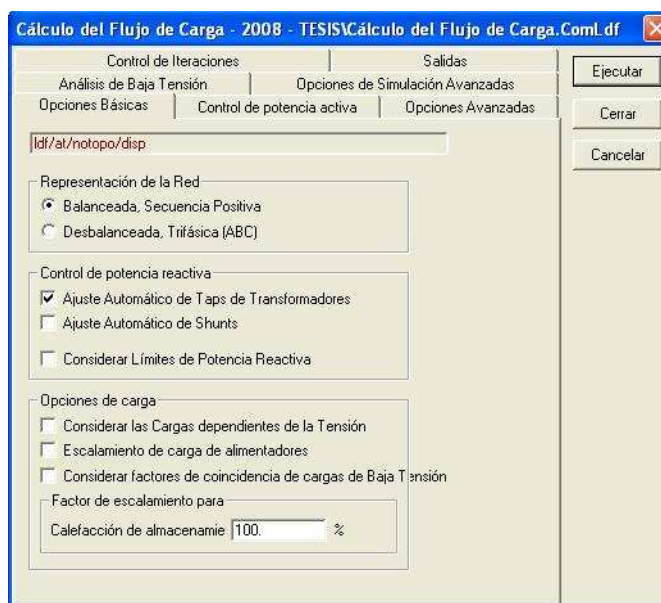 Cálculo del Flujo de Carga - 2008 - TESIS\Cálculo del Flujo de Carga.ComLdf
Control de Iteraciones
Salidas
Análisis de Baja Tensión
Opciones de Simulación Avanzadas
Opciones Básicas
Control de potencia activa
Opciones Avanzadas
Ejecutar
Cerrar
Cancelar
ldf/at/notopo/disp
Representación de la Red
Balanceada, Secuencia Positiva
Desbalanceada, Trifásica (ABC)
Control de potencia reactiva
Ajuste Automático de Taps de Transformadores
Ajuste Automático de Shunts
Considerar Límites de Potencia Reactiva
Opciones de carga
Considerar las Cargas dependientes de la Tensión
Escalamiento de carga de alimentadores
Considerar factores de coincidencia de cargas de Baja Tensión
Factor de escalamiento para
Calefacción de almacenamie 100. %